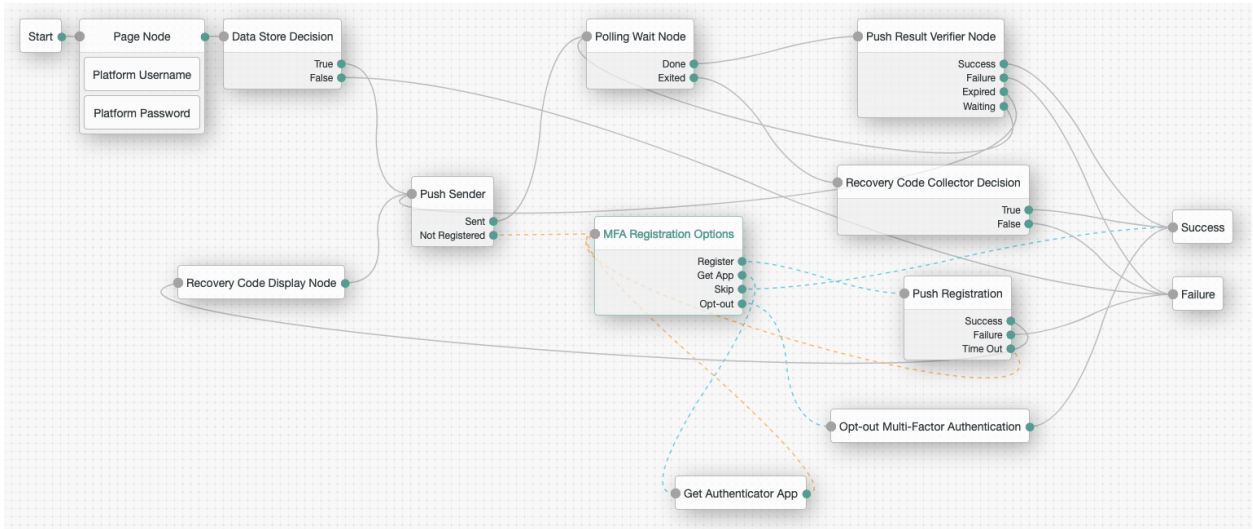 Start
Page Node
Platform Username
Platform Password
Data Store Decision
True
False
Polling Wait Node
Done
Exited
Push Result Verifier Node
Success
Failure
Expired
Waiting
Push Sender
Sent
Not Registered
Recovery Code Collector Decision
True
False
MFA Registration Options
Register
Get App
Skip
Opt-out
Success
Recovery Code Display Node
Push Registration
Success
Failure
Time Out
Failure
Opt-out Multi-Factor Authentication
Get Authenticator App